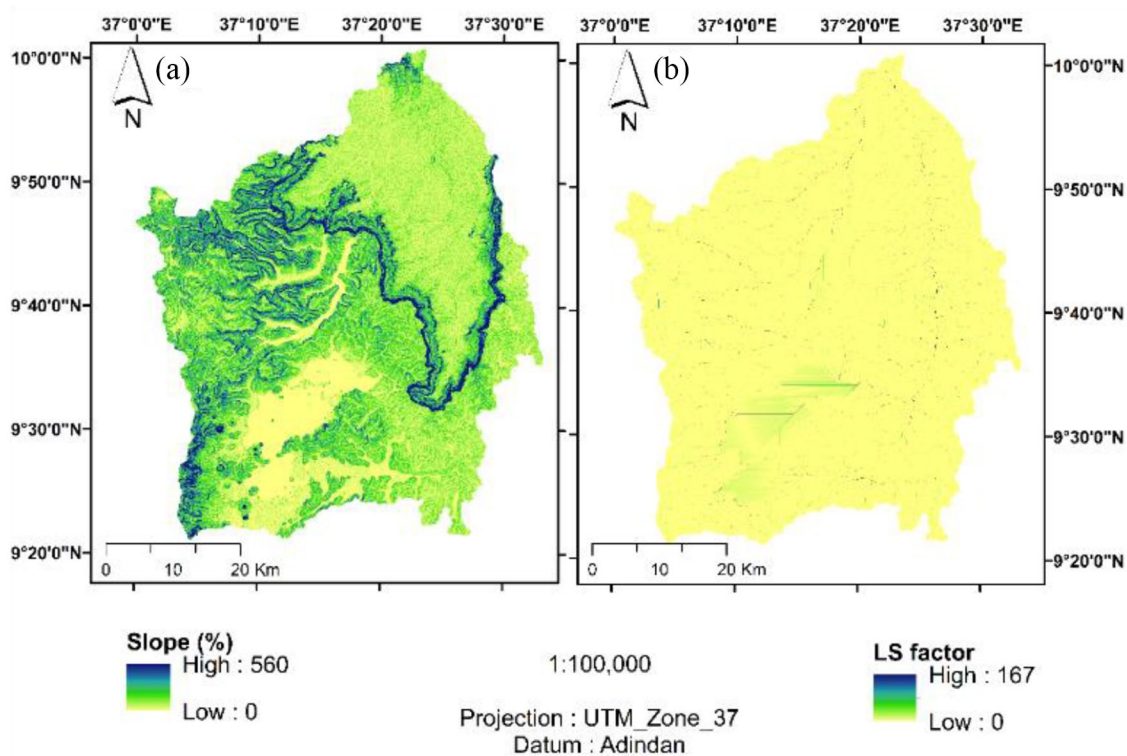 37°0'0"E 37°10'0"E 37°20'0"E 37°30'0"E 37°0'0"E 37°10'0"E 37°20'0"E 37°30'0"E
10°0'0"N (a) (b) 10°0'0"N
N N
9°50'0"N 9°50'0"N
9°40'0"N 9°40'0"N
9°30'0"N 9°30'0"N
9°20'0"N 9°20'0"N
0 10 20 Km 0 10 20 Km
Slope (%)
High : 560
Low : 0
1:100,000
Projection : UTM_Zone_37
Datum : Adindan
LS factor
High : 167
Low : 0